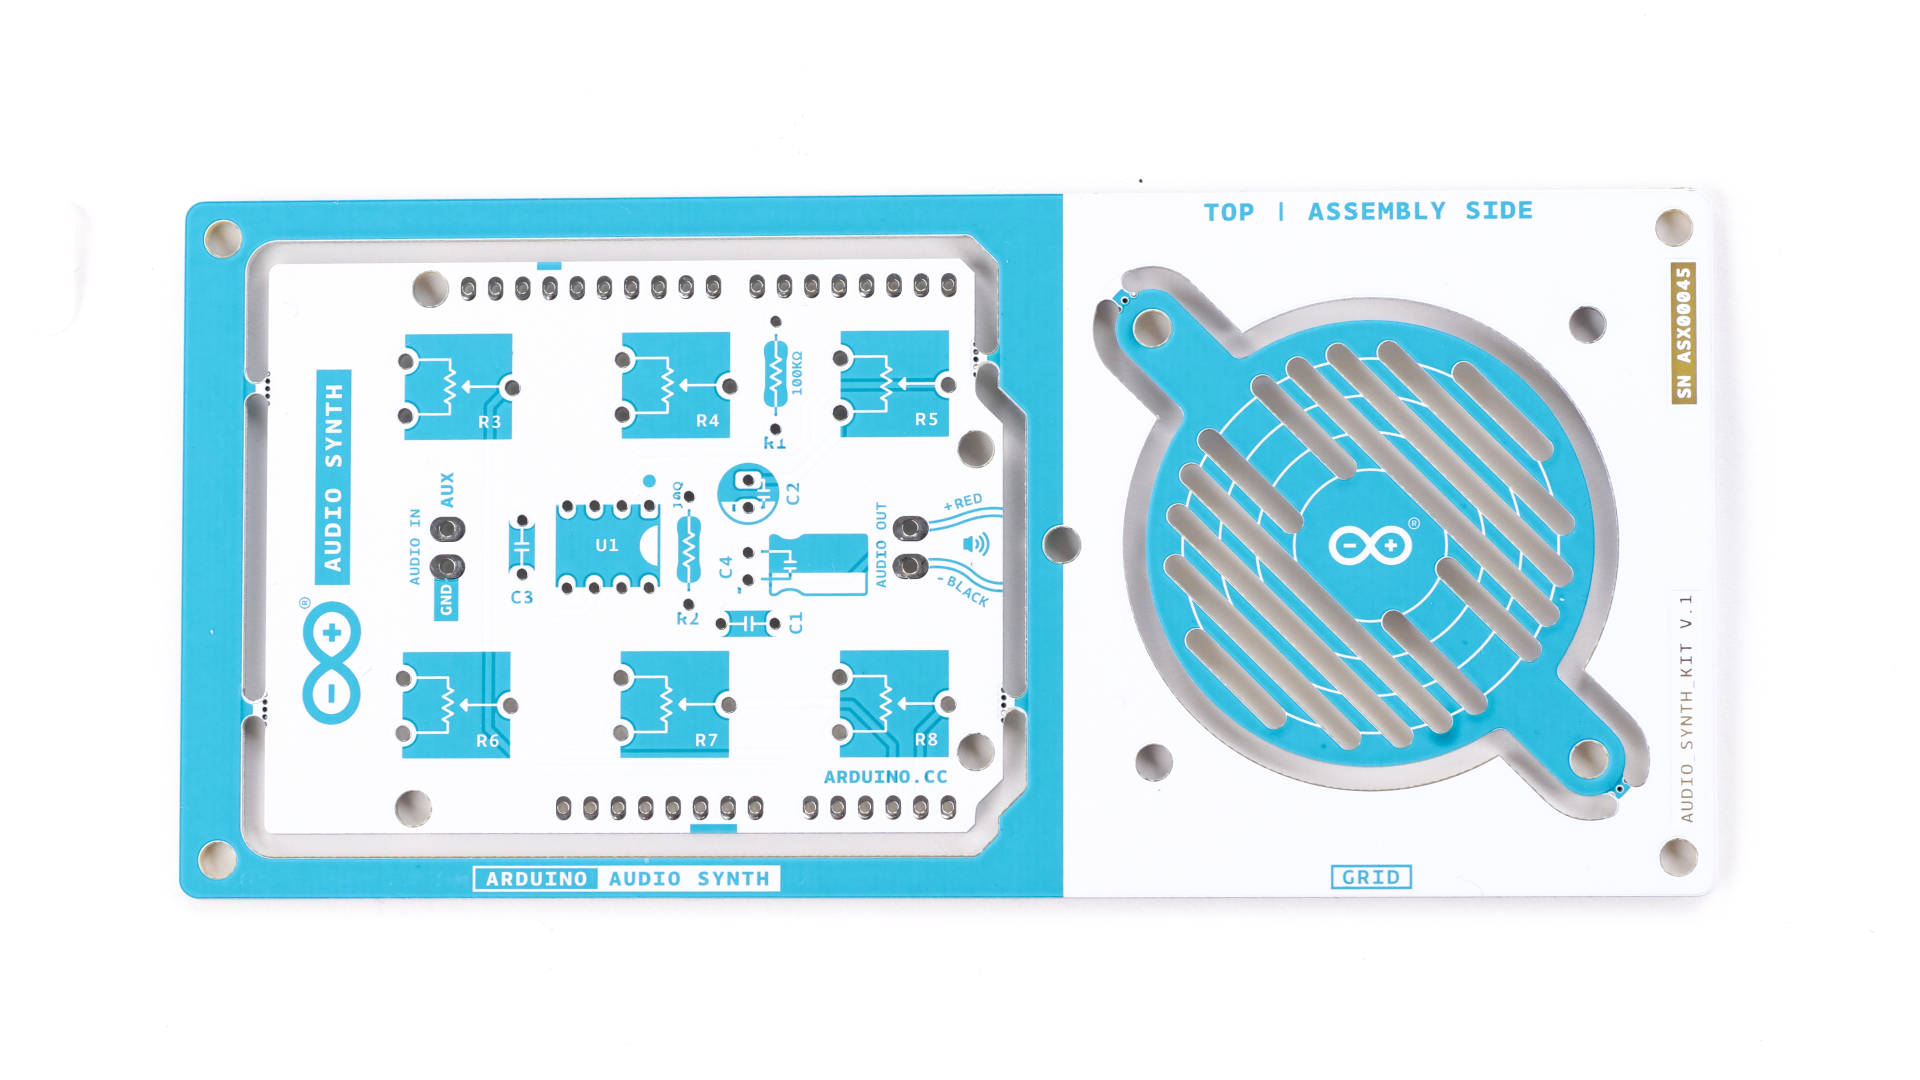 TOP | ASSEMBLY SIDE
SN ASX00045
AUDIO_SYNTH_KIT V.1
GRID
AUDIO SYNTH
®
R3
R4
100KΩ
R1
R5
AUX
AUDIO IN
GND
C3
U1
R2
C2
C4
C1
AUDIO OUT
+RED
-BLACK
®
R6
R7
R8
ARDUINO.CC
ARDUINO AUDIO SYNTH